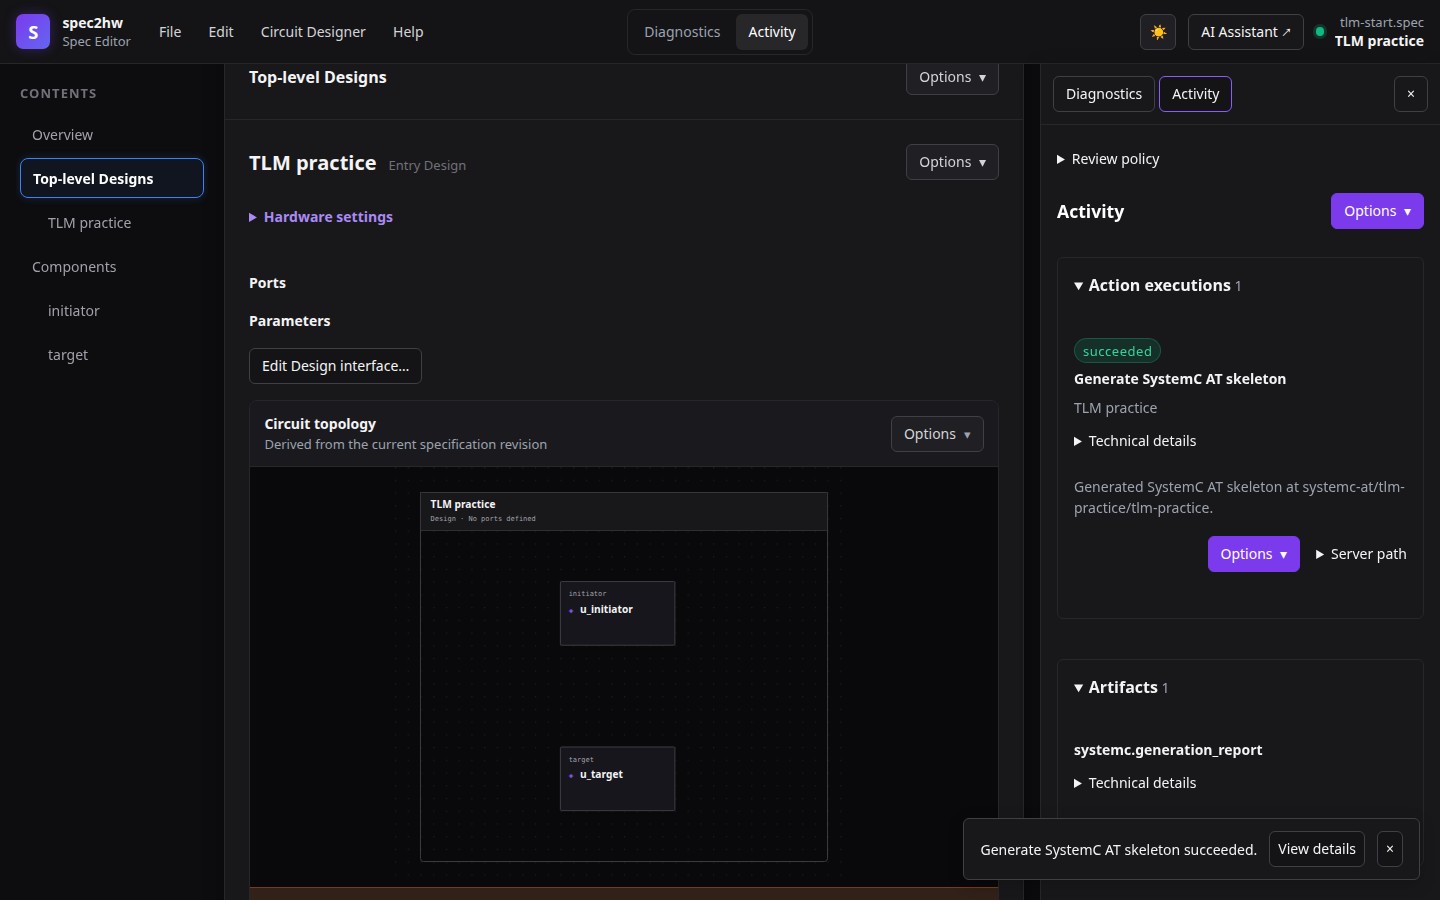 S
spec2hw
Spec Editor
File
Edit
Circuit Designer
Help
Diagnostics
Activity
AI Assistant ↗
tlm-start.spec
TLM practice
CONTENTS
Overview
Top-level Designs
TLM practice
Components
initiator
target
Top-level Designs
Options ▾
TLM practice Entry Design
Options ▾
Hardware settings
Ports
Parameters
Edit Design interface...
Circuit topology
Derived from the current specification revision
Options ▾
TLM practice
Design · No ports defined
initiator
u_initiator
target
u_target
Diagnostics
Activity
×
Review policy
Activity
Options ▾
Action executions 1
succeeded
Generate SystemC AT skeleton
TLM practice
Technical details
Generated SystemC AT skeleton at systemc-at/tlm-
practice/tlm-practice.
Options ▾
Server path
Artifacts 1
systemc.generation_report
Technical details
Generate SystemC AT skeleton succeeded.
View details
×